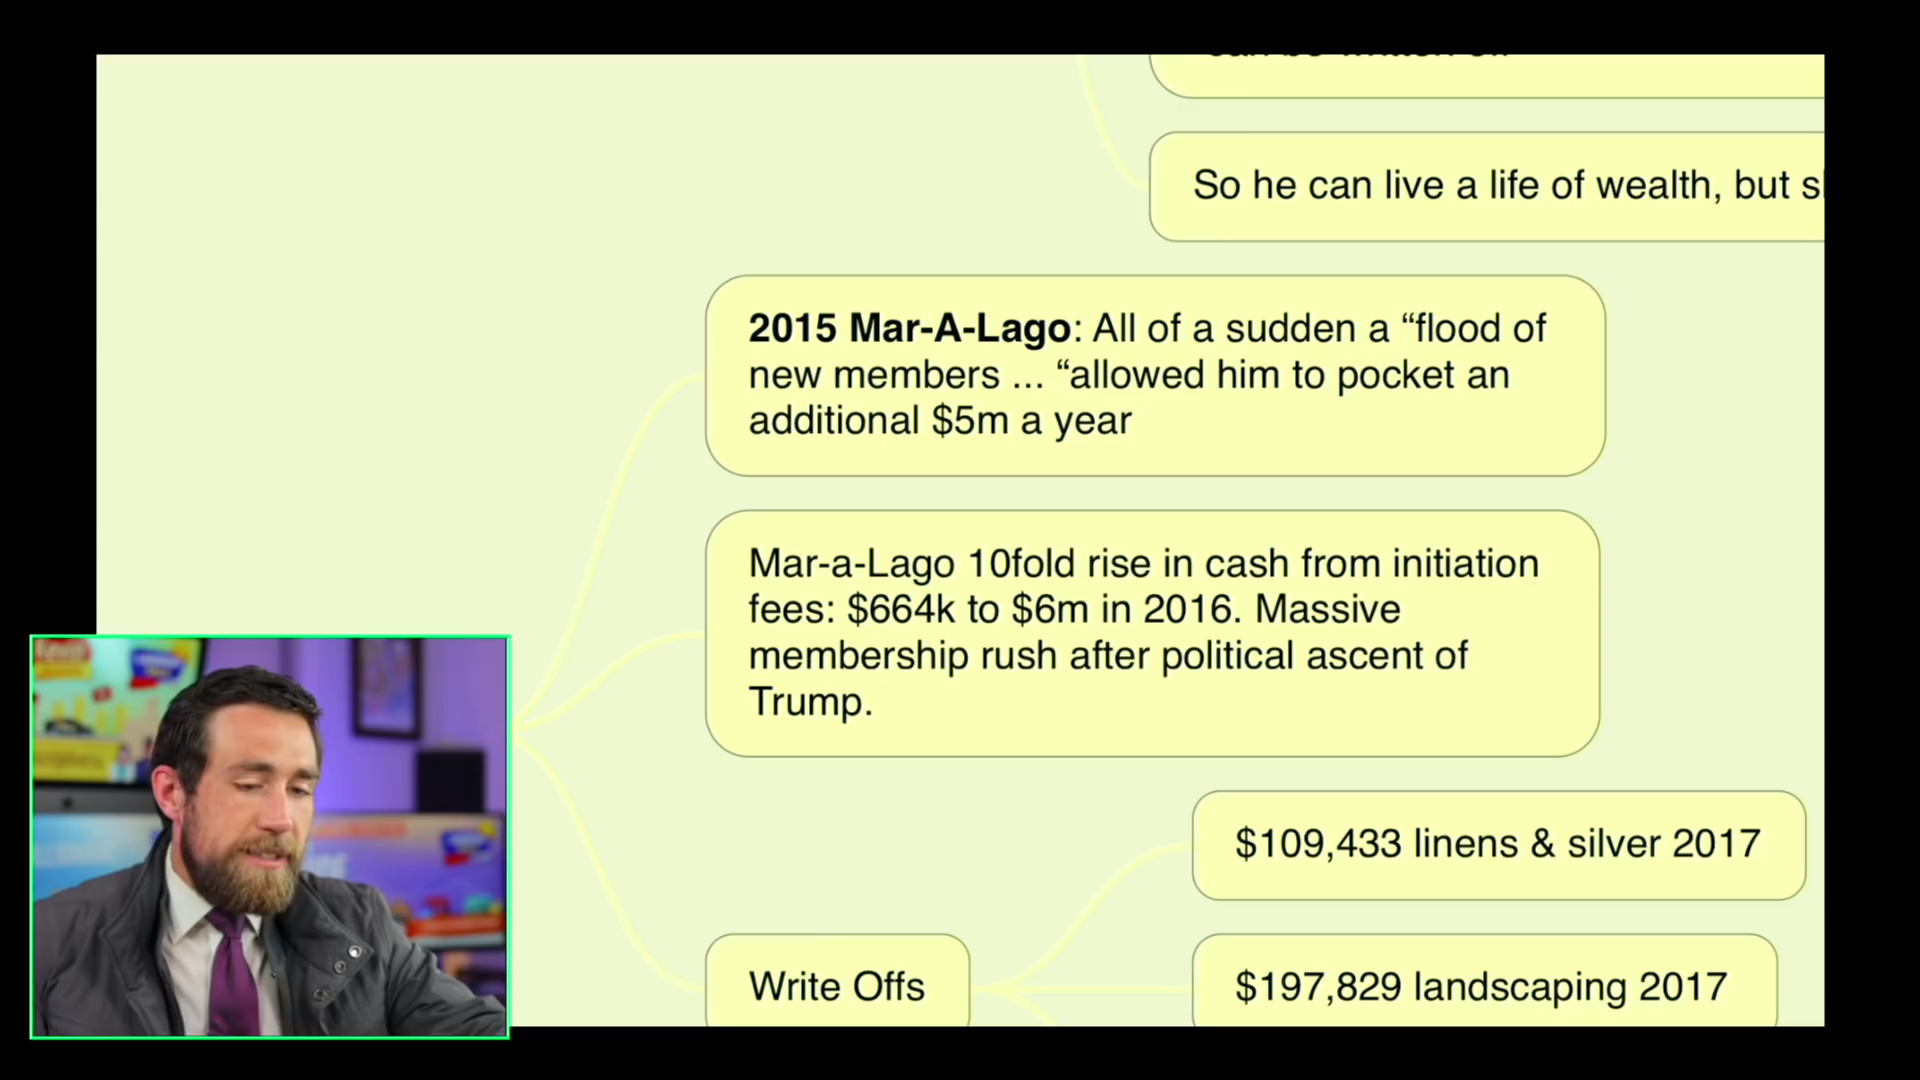 So he can live a life of wealth, but
2015 Mar-A-Lago: All of a sudden a “flood of
new members ... “allowed him to pocket an
additional $5m a year
Mar-a-Lago 10fold rise in cash from initiation
fees: $664k to $6m in 2016. Massive
membership rush after political ascent of
Trump.
$109,433 linens & silver 2017
Write Offs
$197,829 landscaping 2017